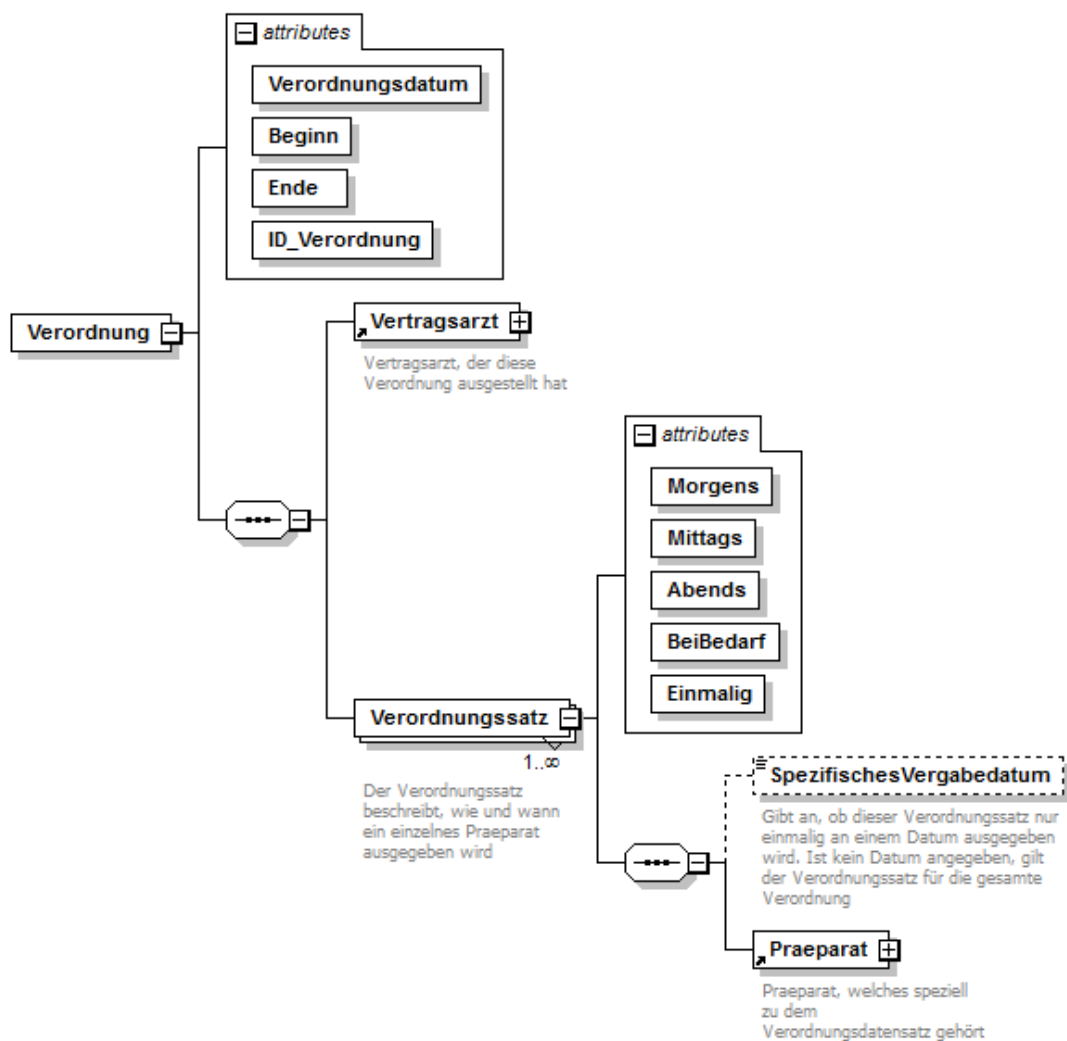 attributes
Verordnungsdatum
Beginn
Ende
ID_Verordnung
Verordnung
Vertragsarzt
Vertragsarzt, der diese
Verordnung ausgestellt hat
attributes
Morgens
Mittags
Abends
BeiBedarf
Einmalig
Verordnungssatz
1..∞
Der Verordnungssatz
beschreibt, wie und wann
ein einzelnes Praeparat
ausgegeben wird
SpezifischesVergabedatum
Gibt an, ob dieser Verordnungssatz nur
einmalig an einem Datum ausgegeben
wird. Ist kein Datum angegeben, gilt
der Verordnungssatz für die gesamte
Verordnung
Praeparat
Praeparat, welches speziell
zu dem
Verordnungsdatensatz gehört